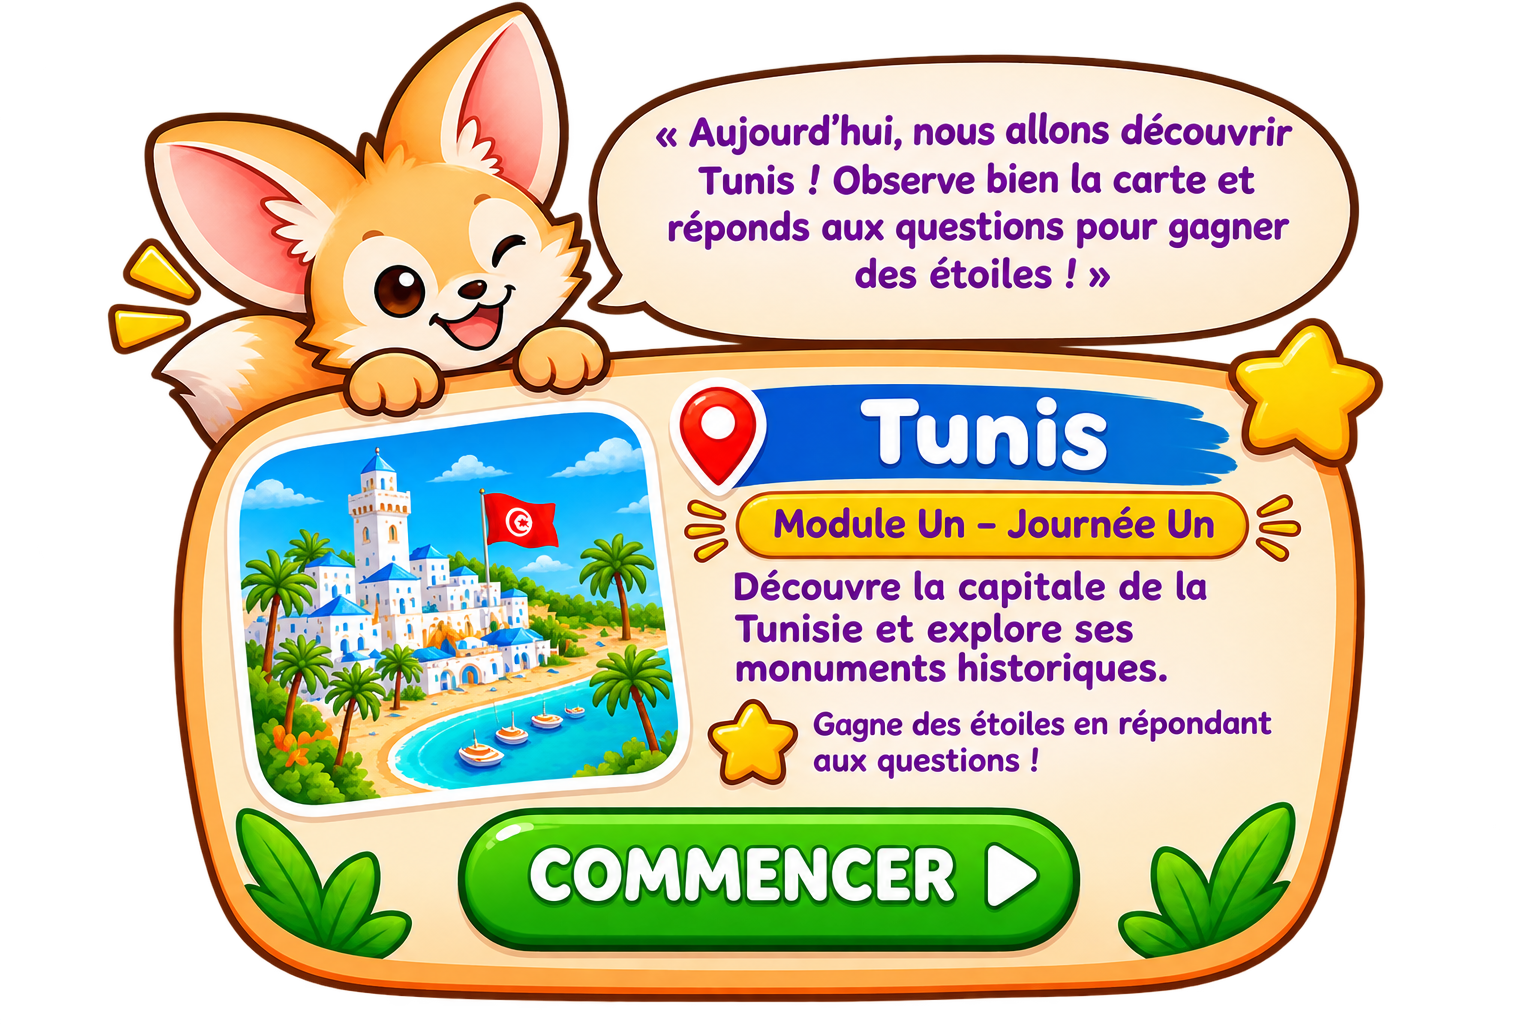 « Aujourd’hui, nous allons découvrir
Tunis ! Observe bien la carte et
réponds aux questions pour gagner
des étoiles ! »
Tunis
Module Un – Journée Un
Découvre la capitale de la
Tunisie et explore ses
monuments historiques.
Gagne des étoiles en répondant
aux questions !
COMMENCER